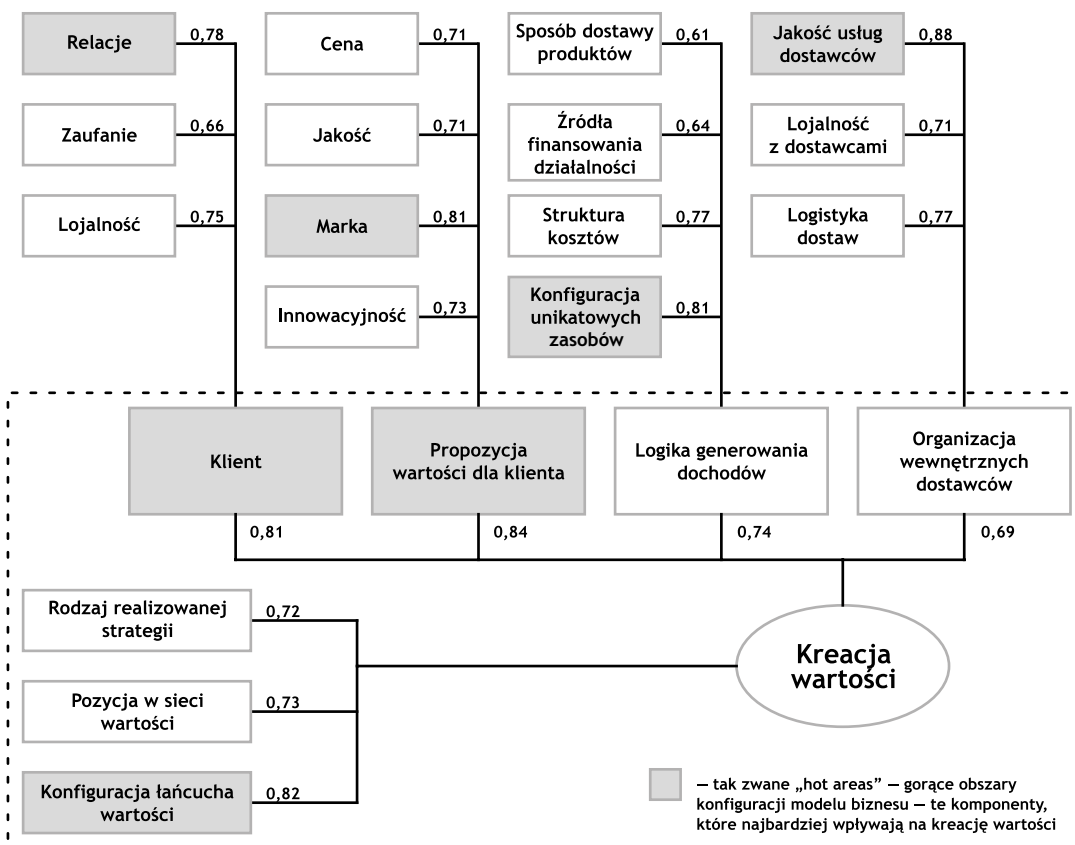 Relacje
0,78
Zaufanie
0,66
Lojalność
0,75
Cena
0,71
Jakość
0,71
Marka
0,81
Innowacyjność
0,73
Sposób dostawy
produktów
0,61
Źródła
finansowania
działalności
0,64
Struktura
kosztów
0,77
Konfiguracja
unikatowych
zasobów
0,81
Jakość usług
dostawców
0,88
Lojalność
z dostawcami
0,71
Logistyka
dostaw
0,77
Klient
0,81
Propozycja
wartości dla klienta
0,84
Logika generowania
dochodów
0,74
Organizacja
wewnętrznych
dostawców
0,69
Rodzaj realizowanej
strategii
0,72
Pozycja w sieci
wartości
0,73
Konfiguracja łańcucha
wartości
0,82
Kreacja
wartości
— tak zwane „hot areas” — gorące obszary
konfiguracji modelu biznesu — te komponenty,
które najbardziej wpływają na kreację wartości